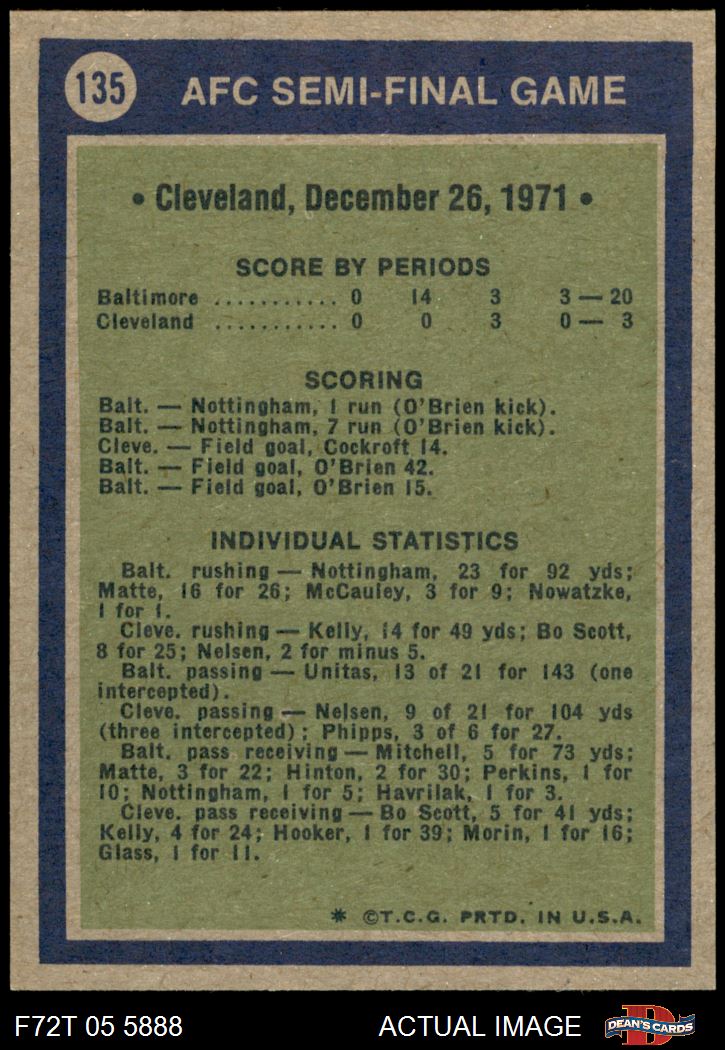 135 AFC SEMI-FINAL GAME
• Cleveland, December 26, 1971 •
SCORE BY PERIODS
Baltimore ........... 0 14 3 3 — 20
Cleveland ........... 0 0 3 0 — 3
SCORING
Balt. — Nottingham, 1 run (O'Brien kick).
Balt. — Nottingham, 7 run (O'Brien kick).
Cleve. — Field goal, Cockroft 14.
Balt. — Field goal, O'Brien 42.
Balt. — Field goal, O'Brien 15.
INDIVIDUAL STATISTICS
Balt. rushing — Nottingham, 23 for 92 yds;
Matte, 16 for 26; McCauley, 3 for 9; Nowatzke,
1 for 1.
Cleve. rushing — Kelly, 14 for 49 yds; Bo Scott,
8 for 25; Nelsen, 2 for minus 5.
Balt. passing — Unitas, 13 of 21 for 143 (one
intercepted).
Cleve. passing — Nelsen, 9 of 21 for 104 yds
(three intercepted); Phipps, 3 of 6 for 27.
Balt. pass receiving — Mitchell, 5 for 73 yds;
Matte, 3 for 22; Hinton, 2 for 30; Perkins, 1 for
10; Nottingham, 1 for 5; Havrilak, 1 for 3.
Cleve. pass receiving — Bo Scott, 5 for 41 yds;
Kelly, 4 for 24; Hooker, 1 for 39; Morin, 1 for 16;
Glass, 1 for 11.
* ©T.C.G. PRTD. IN U.S.A.
F72T 05 5888 ACTUAL IMAGE D DEAN'S CARDS